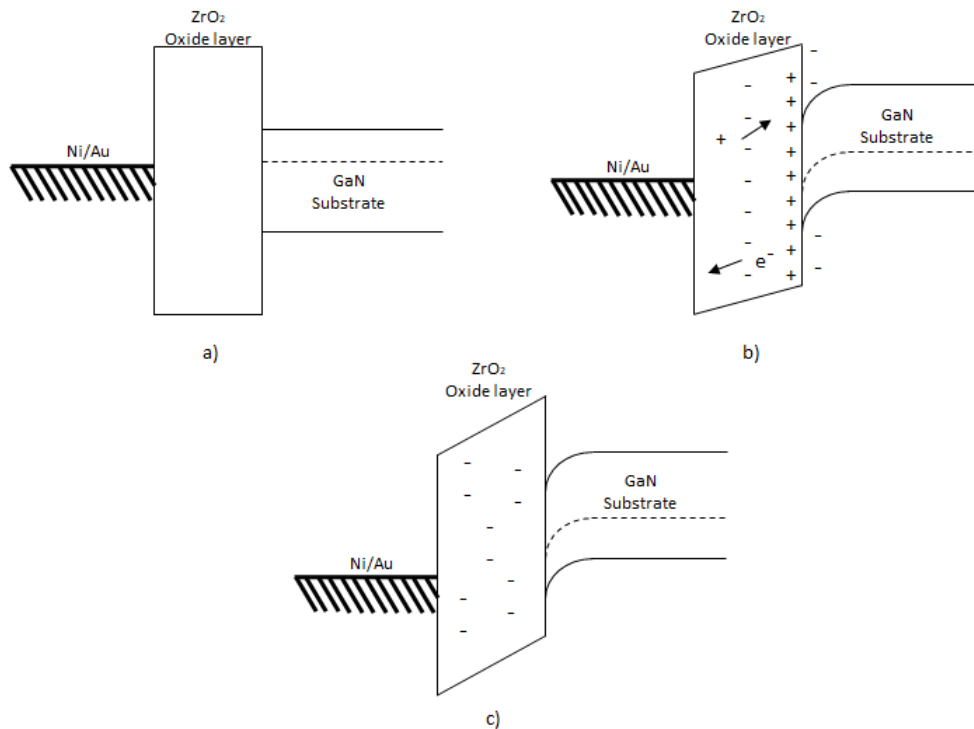 ZrO₂
Oxide layer
Ni/Au
GaN
Substrate
a)
ZrO₂
Oxide layer
Ni/Au
GaN
Substrate
+
e⁻
b)
ZrO₂
Oxide layer
Ni/Au
GaN
Substrate
c)